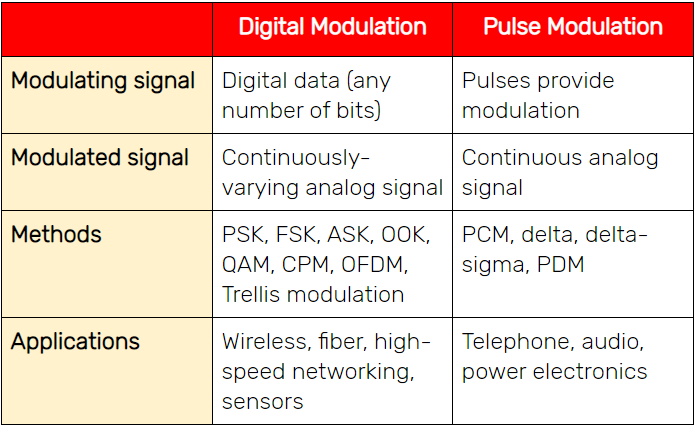 Digital Modulation
Pulse Modulation
Modulating signal
Digital data (any
number of bits)
Pulses provide
modulation
Modulated signal
Continuously-
varying analog signal
Continuous analog
signal
Methods
PSK, FSK, ASK, OOK,
QAM, CPM, OFDM,
Trellis modulation
PCM, delta, delta-
sigma, PDM
Applications
Wireless, fiber, high-
speed networking,
sensors
Telephone, audio,
power electronics